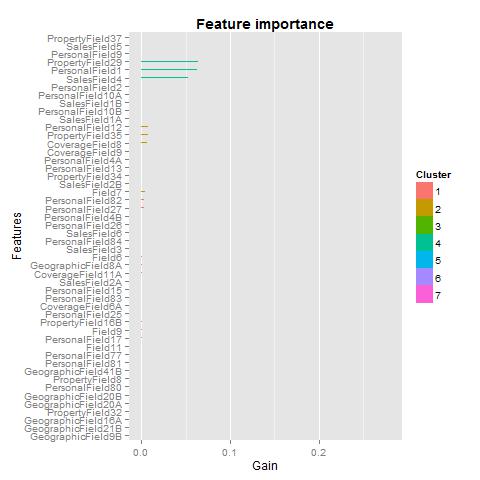 Feature importance
PropertyField37
SalesField5
PersonalField9
PropertyField29
PersonalField1
SalesField4
PersonalField2
PersonalField10A
SalesField1B
PersonalField10B
SalesField1A
PersonalField12
PropertyField35
CoverageField8
CoverageField9
PersonalField4A
PersonalField13
PropertyField34
SalesField2B
Field7
PersonalField82
PersonalField27
PersonalField4B
PersonalField26
SalesField6
PersonalField84
SalesField3
Field6
GeographicField8A
CoverageField11A
SalesField2A
PersonalField15
PersonalField83
CoverageField6A
PersonalField25
PropertyField16B
Field9
PersonalField17
Field11
PersonalField77
PersonalField81
GeographicField41B
PropertyField8
PersonalField80
GeographicField20B
GeographicField20A
PropertyField32
GeographicField16A
GeographicField21B
GeographicField9B
Features
0.0 0.1 0.2
Gain
Cluster
1
2
3
4
5
6
7